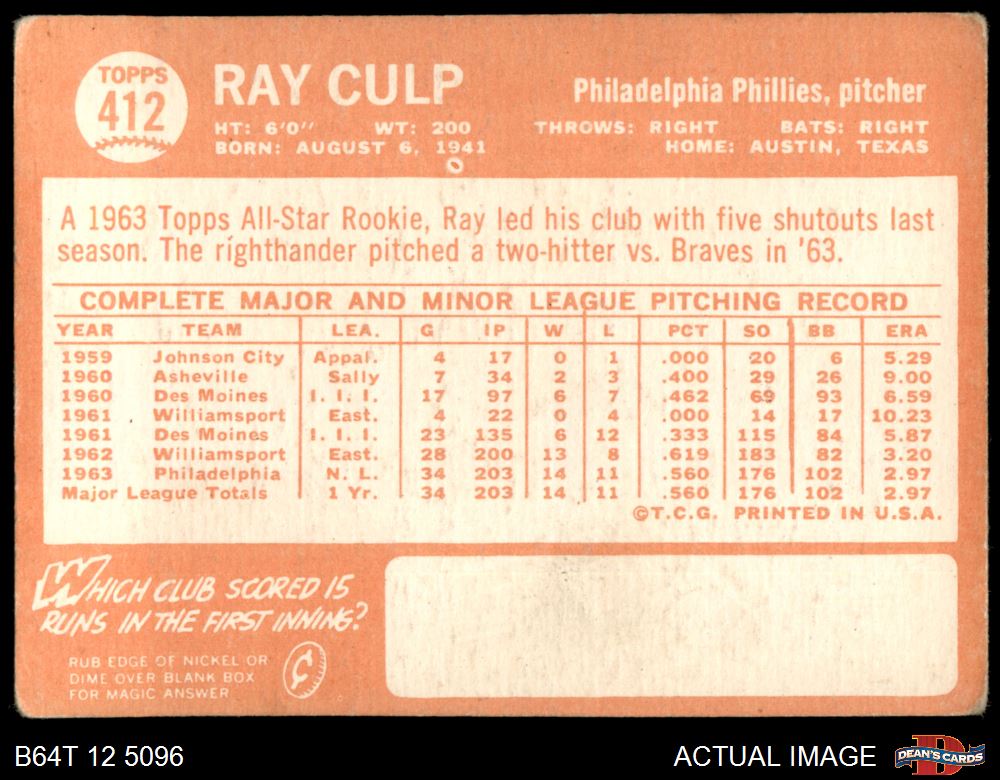 TOPPS
412
RAY CULP
Philadelphia Phillies, pitcher
HT: 6'0" WT: 200 THROWS: RIGHT BATS: RIGHT
BORN: AUGUST 6, 1941 HOME: AUSTIN, TEXAS
A 1963 Topps All-Star Rookie, Ray led his club with five shutouts last
season. The righthander pitched a two-hitter vs. Braves in '63.
COMPLETE MAJOR AND MINOR LEAGUE PITCHING RECORD
YEAR TEAM LEA. G IP W L PCT SO BB ERA
1959 Johnson City Appal. 4 17 0 1 .000 20 6 5.29
1960 Asheville Sally 7 34 2 3 .400 29 26 9.00
1960 Des Moines I. I. I. 17 97 6 7 .462 69 93 6.59
1961 Williamsport East. 4 22 0 4 .000 14 17 10.23
1961 Des Moines I. I. I. 23 135 6 12 .333 115 84 5.87
1962 Williamsport East. 28 200 13 8 .619 183 82 3.20
1963 Philadelphia N. L. 34 203 14 11 .560 176 102 2.97
Major League Totals 1 Yr. 34 203 14 11 .560 176 102 2.97
©T.C.G. PRINTED IN U.S.A.
WHICH CLUB SCORED 15
RUNS IN THE FIRST INNING?
RUB EDGE OF NICKEL OR
DIME OVER BLANK BOX
FOR MAGIC ANSWER
¢
B64T 12 5096
ACTUAL IMAGE
D
DEAN'S CARDS